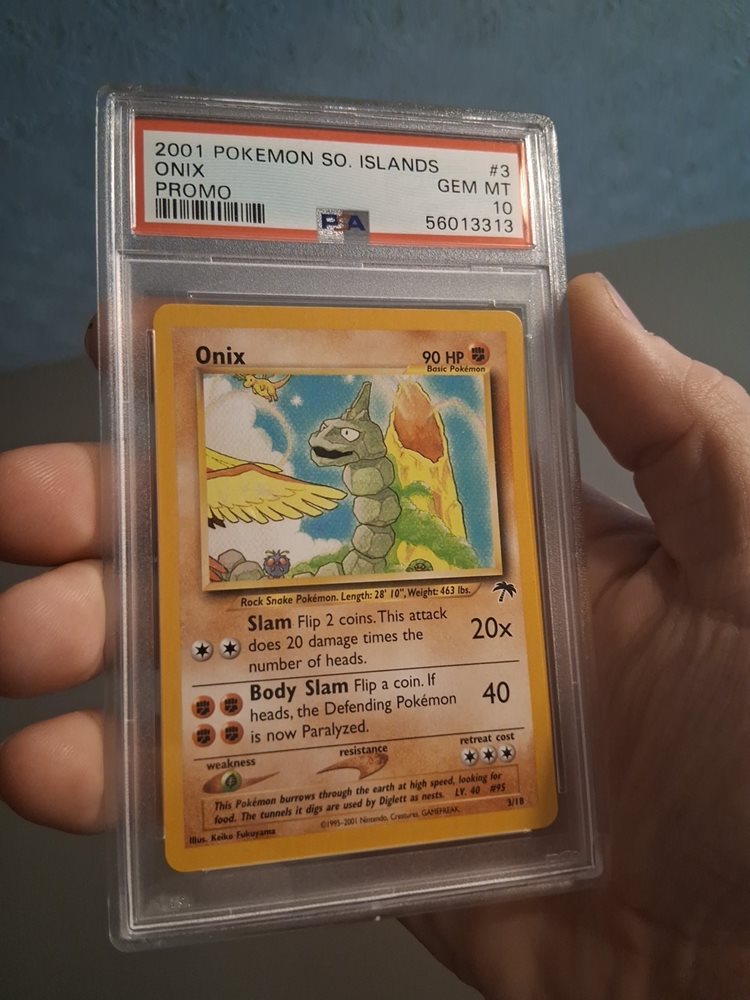 2001 POKEMON SO. ISLANDS #3
ONIX GEM MT
PROMO 10
PSA 56013313
Onix 90 HP
Basic Pokémon
Rock Snake Pokémon. Length: 28' 10", Weight: 463 lbs.
Slam Flip 2 coins. This attack
does 20 damage times the
number of heads.
20x
Body Slam Flip a coin. If
heads, the Defending Pokémon
is now Paralyzed.
40
weakness resistance retreat cost
This Pokémon burrows through the earth at high speed, looking for
food. The tunnels it digs are used by Diglett as nests. LV. 40 #95
Illus. Keiko Fukuyama ©1995-2001 Nintendo, Creatures, GAMEFREAK. 3/18